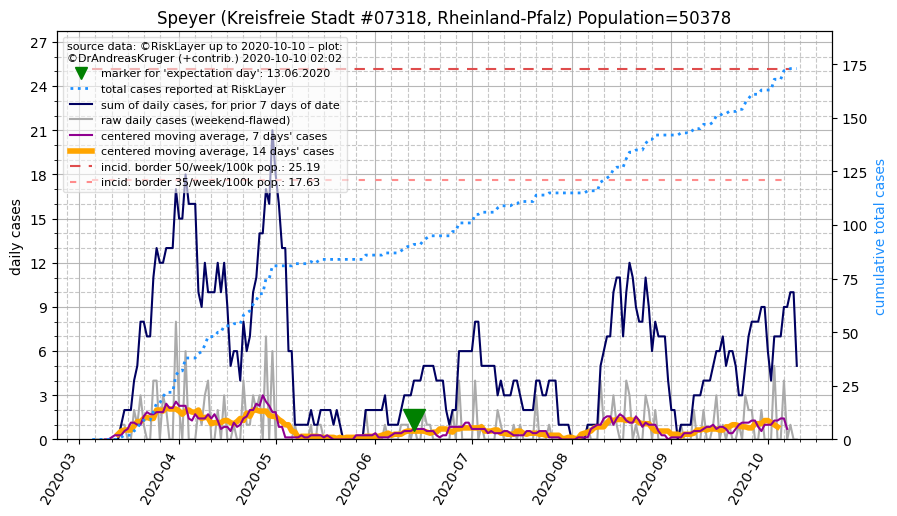 Speyer (Kreisfreie Stadt #07318, Rheinland-Pfalz) Population=50378
source data: ©RiskLayer up to 2020-10-10 – plot:
©DrAndreasKruger (+contrib.) 2020-10-10 02:02
marker for 'expectation day': 13.06.2020
total cases reported at RiskLayer
sum of daily cases, for prior 7 days of date
raw daily cases (weekend-flawed)
centered moving average, 7 days' cases
centered moving average, 14 days' cases
incid. border 50/week/100k pop.: 25.19
incid. border 35/week/100k pop.: 17.63
daily cases
27
24
21
18
15
12
9
6
3
0
cumulative total cases
175
150
125
100
75
50
25
0
2020-03
2020-04
2020-05
2020-06
2020-07
2020-08
2020-09
2020-10